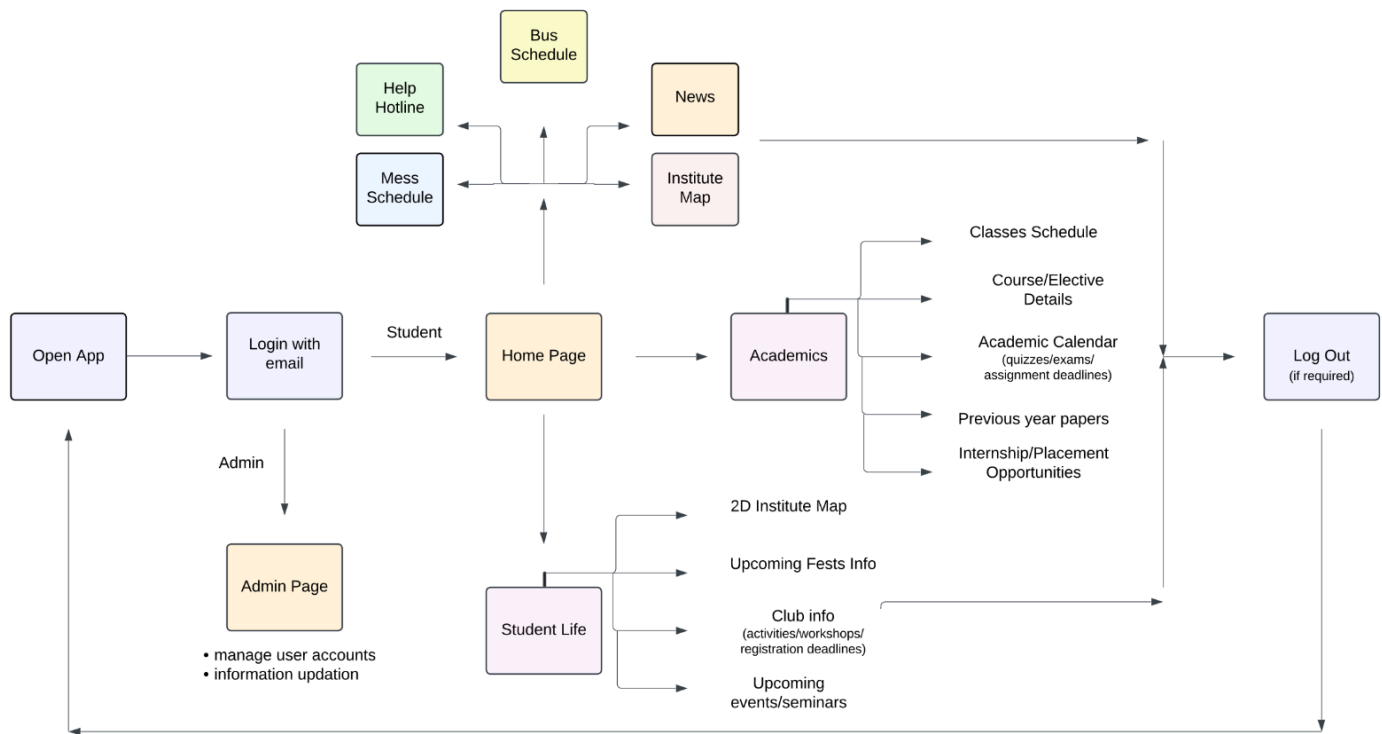 Bus
Schedule
Help
Hotline
News
Mess
Schedule
Institute
Map
Classes Schedule
Course/Elective
Details
Open App
Login with
email
Student
Home Page
Academics
Academic Calendar
(quizzes/exams/
assignment deadlines)
Log Out
(if required)
Previous year papers
Internship/Placement
Opportunities
Admin
Admin Page
• manage user accounts
• information updation
Student Life
2D Institute Map
Upcoming Fests Info
Club info
(activities/workshops/
registration deadlines)
Upcoming
events/seminars